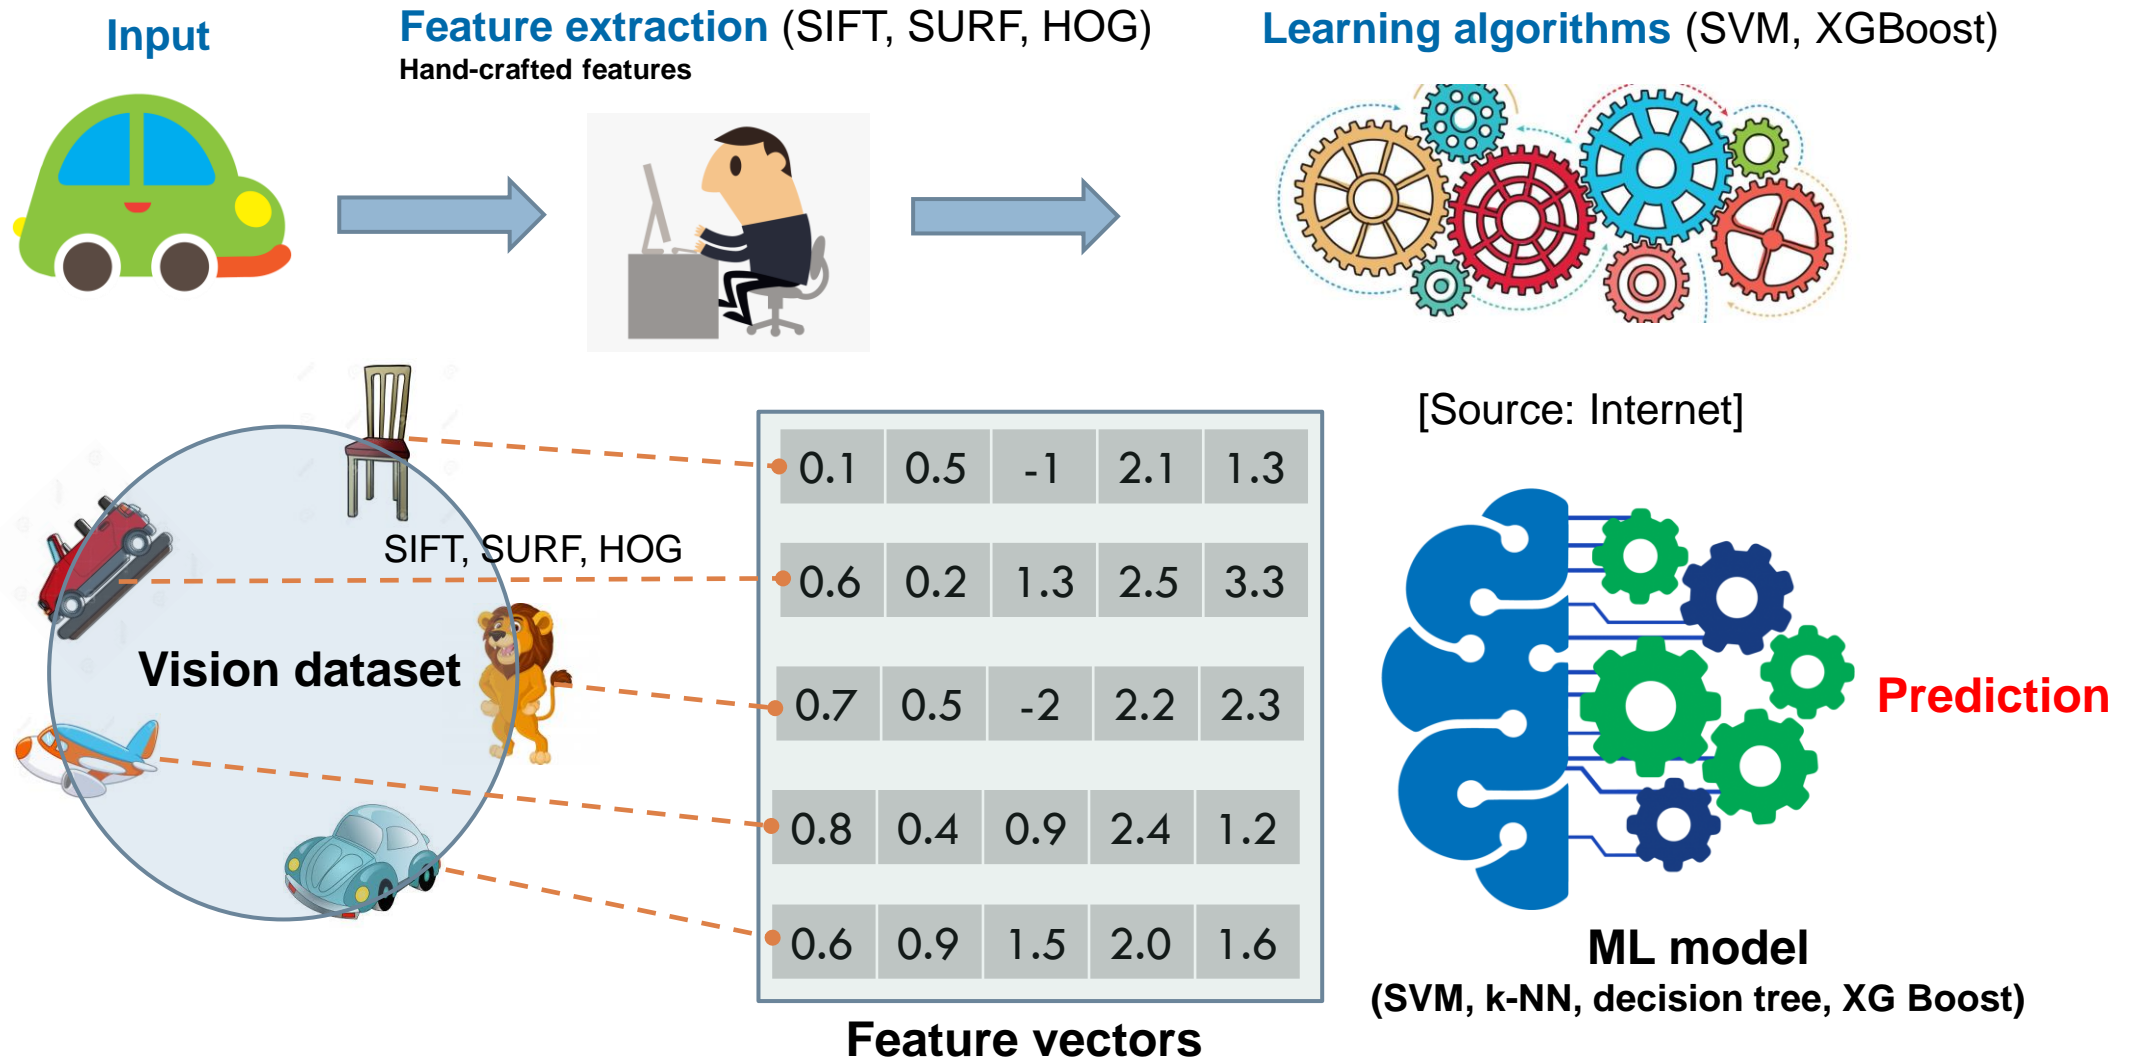 Input
Feature extraction (SIFT, SURF, HOG)
Hand-crafted features
Learning algorithms (SVM, XGBoost)
[Source: Internet]
0.1 0.5 -1 2.1 1.3
SIFT, SURF, HOG
0.6 0.2 1.3 2.5 3.3
Vision dataset
0.7 0.5 -2 2.2 2.3
Prediction
0.8 0.4 0.9 2.4 1.2
0.6 0.9 1.5 2.0 1.6
ML model
(SVM, k-NN, decision tree, XG Boost)
Feature vectors